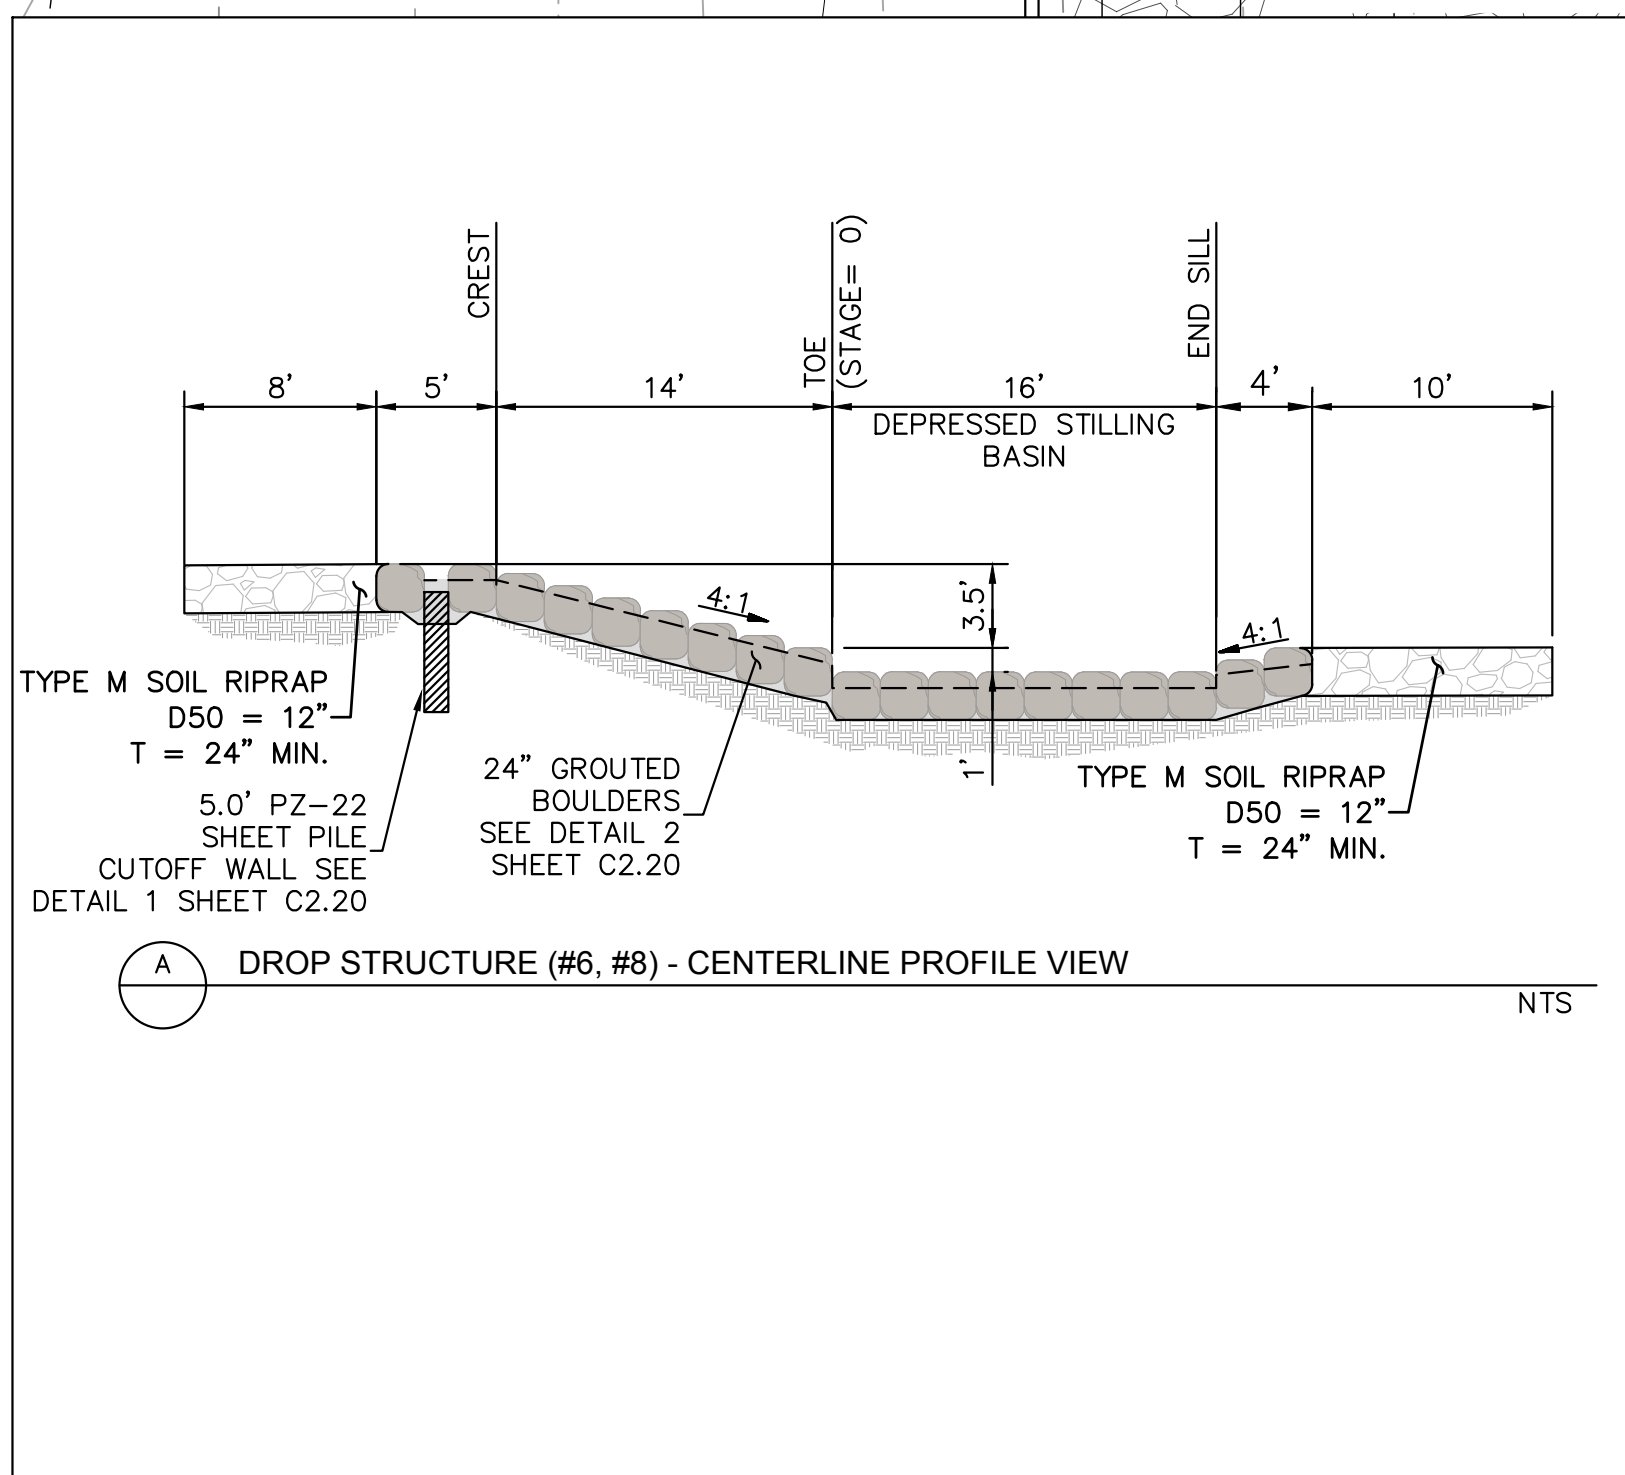 CREST
TOE
(STAGE= 0)
END SILL
8’
5’
14’
16’
4’
10’
DEPRESSED STILLING
BASIN
4:1
3.5’
4:1
1’
TYPE M SOIL RIPRAP
D50 = 12”
T = 24” MIN.
5.0’ PZ-22
SHEET PILE
CUTOFF WALL SEE
DETAIL 1 SHEET C2.20
24” GROUTED
BOULDERS
SEE DETAIL 2
SHEET C2.20
TYPE M SOIL RIPRAP
D50 = 12”
T = 24” MIN.
A
DROP STRUCTURE (#6, #8) - CENTERLINE PROFILE VIEW
NTS